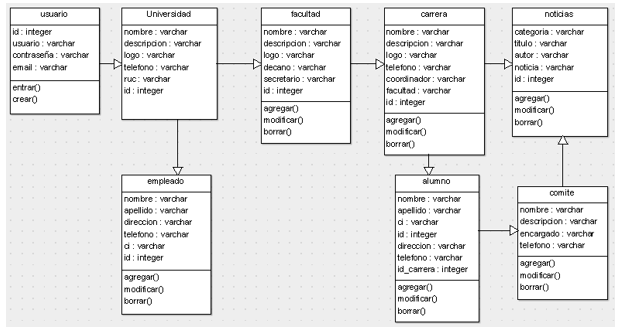 usuario
id : integer
usuario : varchar
contraseña : varchar
email : varchar
entrar()
crear()
Universidad
nombre : varchar
descripcion : varchar
logo : varchar
telefono : varchar
ruc : varchar
id : integer
facultad
nombre : varchar
descripcion : varchar
logo : varchar
decano : varchar
secretario : varchar
id : integer
agregar()
modificar()
borrar()
carrera
nombre : varchar
descripcion : varchar
logo : varchar
telefono : varchar
coordinador : varchar
facultad : varchar
id : integer
agregar()
modificar()
borrar()
noticias
categoria : varchar
titulo : varchar
autor : varchar
noticia : varchar
id : integer
agregar()
modificar()
borrar()
empleado
nombre : varchar
apellido : varchar
direccion : varchar
telefono : varchar
ci : varchar
id : integer
agregar()
modificar()
borrar()
alumno
nombre : varchar
apellido : varchar
ci : varchar
id : integer
direccion : varchar
telefono : varchar
id_carrera : integer
agregar()
modificar()
borrar()
comite
nombre : varchar
descripcion : varchar
encargado : varchar
telefono : varchar
agregar()
modificar()
borrar()